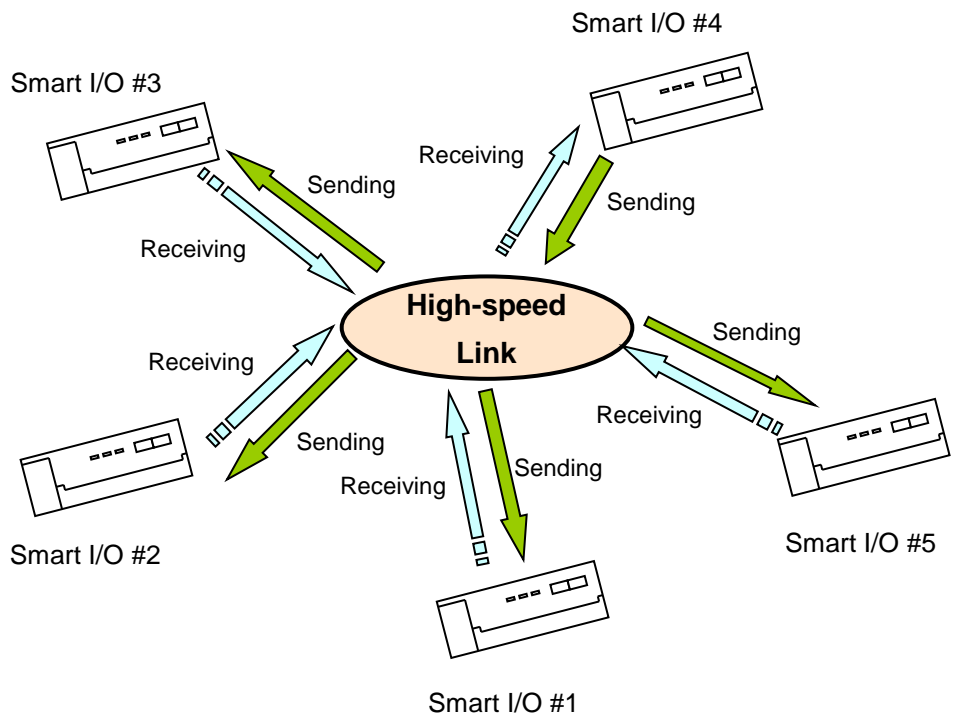 Smart I/O #4
Smart I/O #3
Receiving
Sending
Sending
Receiving
High-speed
Link
Sending
Receiving
Receiving
Sending
Sending
Receiving
Smart I/O #5
Smart I/O #2
Smart I/O #1